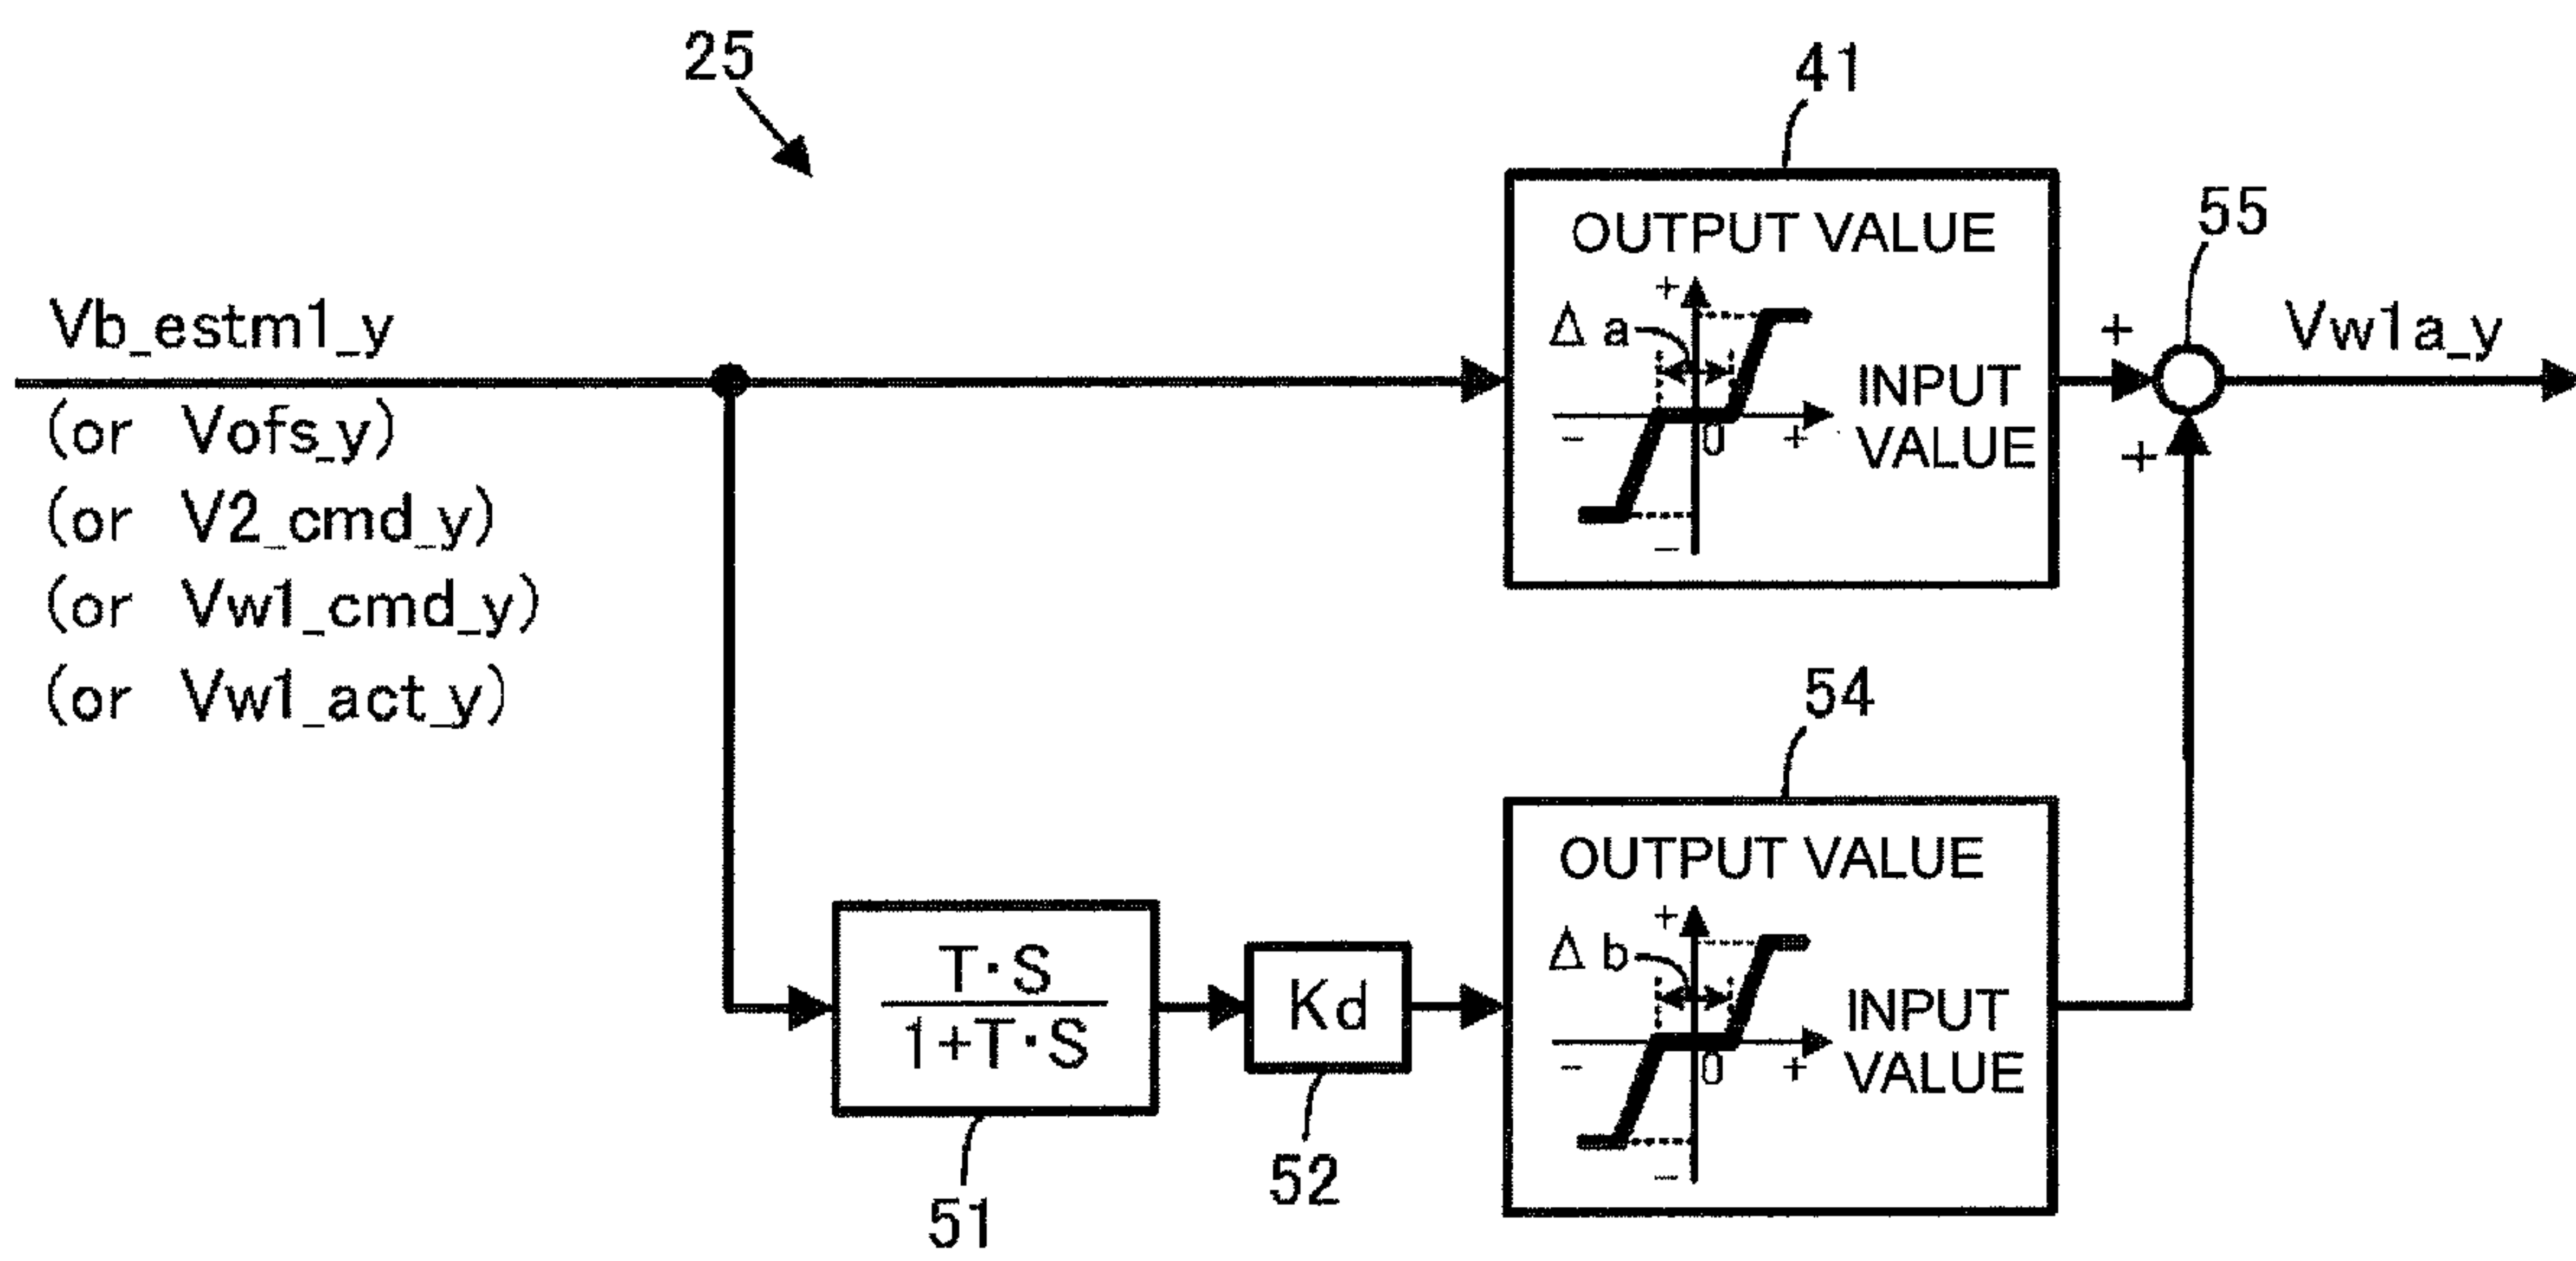 25
41
55
OUTPUT VALUE
+
Δ a
INPUT
VALUE
-
0
+
-
Vb_estm1_y
(or Vofs_y)
(or V2_cmd_y)
(or Vw1_cmd_y)
(or Vw1_act_y)
+
+
Vw1a_y
54
OUTPUT VALUE
+
Δ b
INPUT
VALUE
-
0
+
-
T·S
1+T·S
Kd
51
52